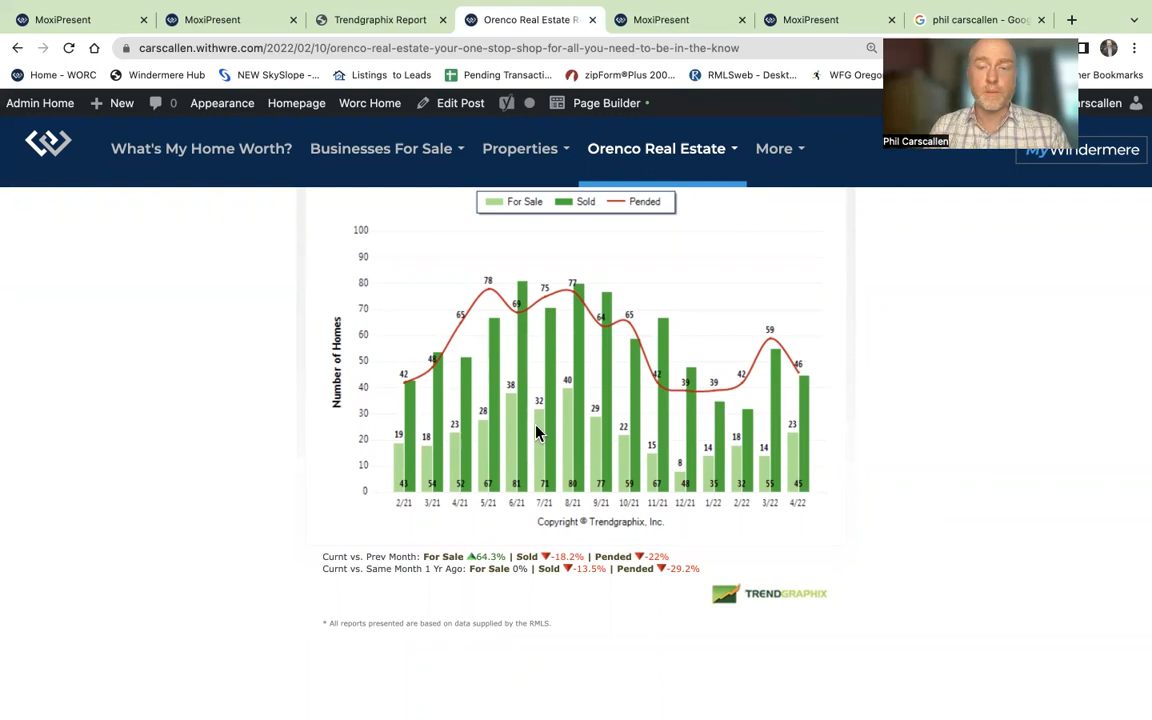 MoxiPresent
MoxiPresent
Trendgraphix Report
Orenco Real Estate R
MoxiPresent
MoxiPresent
phil carscallen - Goog
carscallen.withwre.com/2022/02/10/orenco-real-estate-your-one-stop-shop-for-all-you-need-to-be-in-the-know
Home - WORC
Windermere Hub
NEW SkySlope -...
Listings to Leads
Pending Transacti...
zipForm®Plus 200...
RMLSweb - Deskt...
WFG Orego
her Bookmarks
Admin Home
New
0
Appearance
Homepage
Worc Home
Edit Post
Page Builder
arscallen
Phil Carscallen
What's My Home Worth?
Businesses For Sale
Properties
Orenco Real Estate
More
MyWindermere
For Sale Sold Pended
Number of Homes
100
90
80
70
60
50
40
30
20
10
0
42 48 65 78 69 75 77 64 65 42 39 39 42 59 46
19 18 23 28 38 32 40 29 22 15 8 14 18 14 23
43 54 52 67 81 71 80 77 59 67 48 35 32 55 45
2/21 3/21 4/21 5/21 6/21 7/21 8/21 9/21 10/21 11/21 12/21 1/22 2/22 3/22 4/22
Copyright ® Trendgraphix, Inc.
Curnt vs. Prev Month: For Sale 64.3% | Sold -18.2% | Pended -22%
Curnt vs. Same Month 1 Yr Ago: For Sale 0% | Sold -13.5% | Pended -29.2%
TRENDGRAPHIX
* All reports presented are based on data supplied by the RMLS.